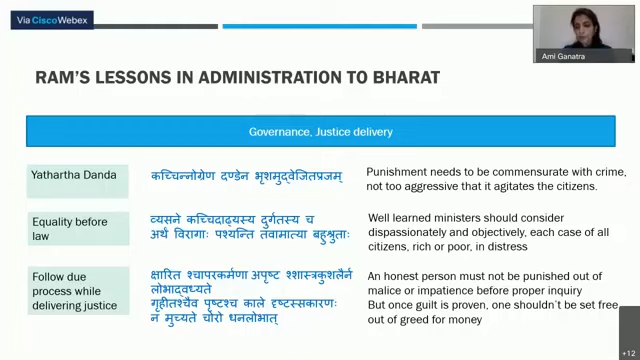 Via Cisco Webex
Ami Ganatra
RAM'S LESSONS IN ADMINISTRATION TO BHARAT
Governance, Justice delivery
Yathartha Danda
कच्चिन्नोग्रेण दण्डेन भृशमुद्वेजितप्रजम्
Punishment needs to be commensurate with crime,
not too aggressive that it agitates the citizens.
Equality before
law
व्यसने कच्चिदाढ्यस्य दुर्गतस्य च
अर्थं विरागाः पश्यन्ति तवामात्या बहुश्रुताः
Well learned ministers should consider
dispassionately and objectively, each case of all
citizens, rich or poor, in distress
Follow due
process while
delivering justice
क्षारित श्चापरकर्मणा अपृष्ट श्शास्त्रकुशलैर्न
लोभाद्वध्यते
गृहीतश्चैव पृष्टश्च काले दृष्टस्सकारणः
न मुच्यते चोरो धनलोभात्
An honest person must not be punished out of
malice or impatience before proper inquiry
But once guilt is proven, one shouldn't be set free
out of greed for money
+12